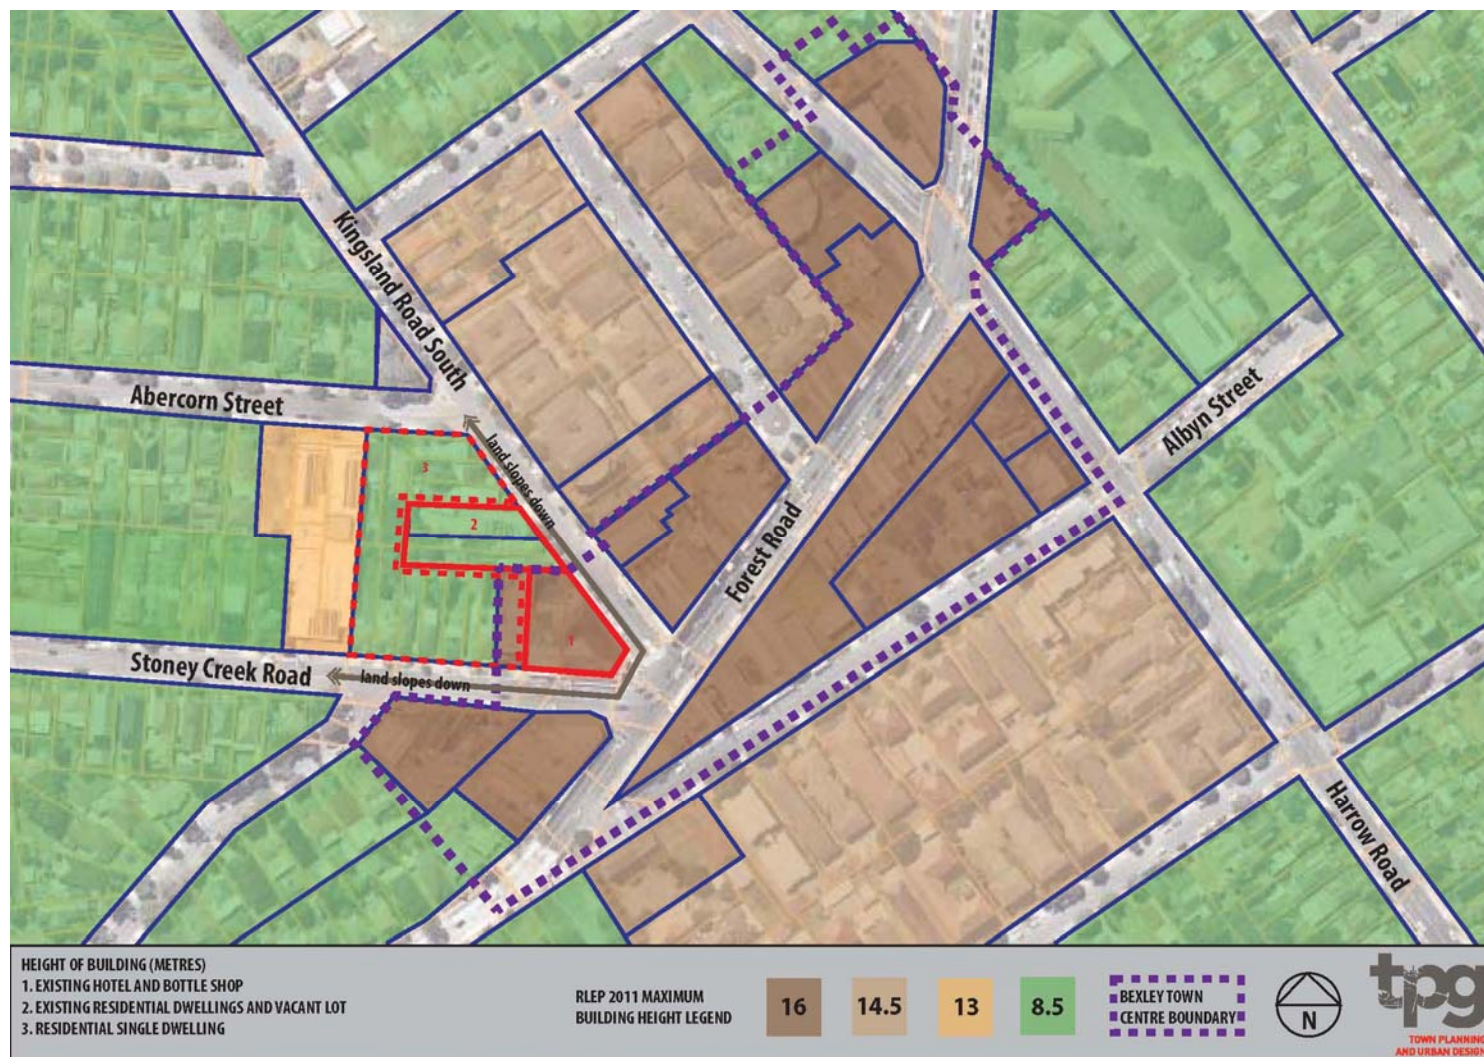 Kingsland Road South
Abercorn Street
land slopes down
3
2
1
Albyn Street
Forest Road
Stoney Creek Road
land slopes down
Harrow Road
HEIGHT OF BUILDING (METRES)
1. EXISTING HOTEL AND BOTTLE SHOP
2. EXISTING RESIDENTIAL DWELLINGS AND VACANT LOT
3. RESIDENTIAL SINGLE DWELLING
RLEP 2011 MAXIMUM
BUILDING HEIGHT LEGEND
16
14.5
13
8.5
BEXLEY TOWN
CENTRE BOUNDARY
N
tpg
TOWN PLANNING
AND URBAN DESIGN